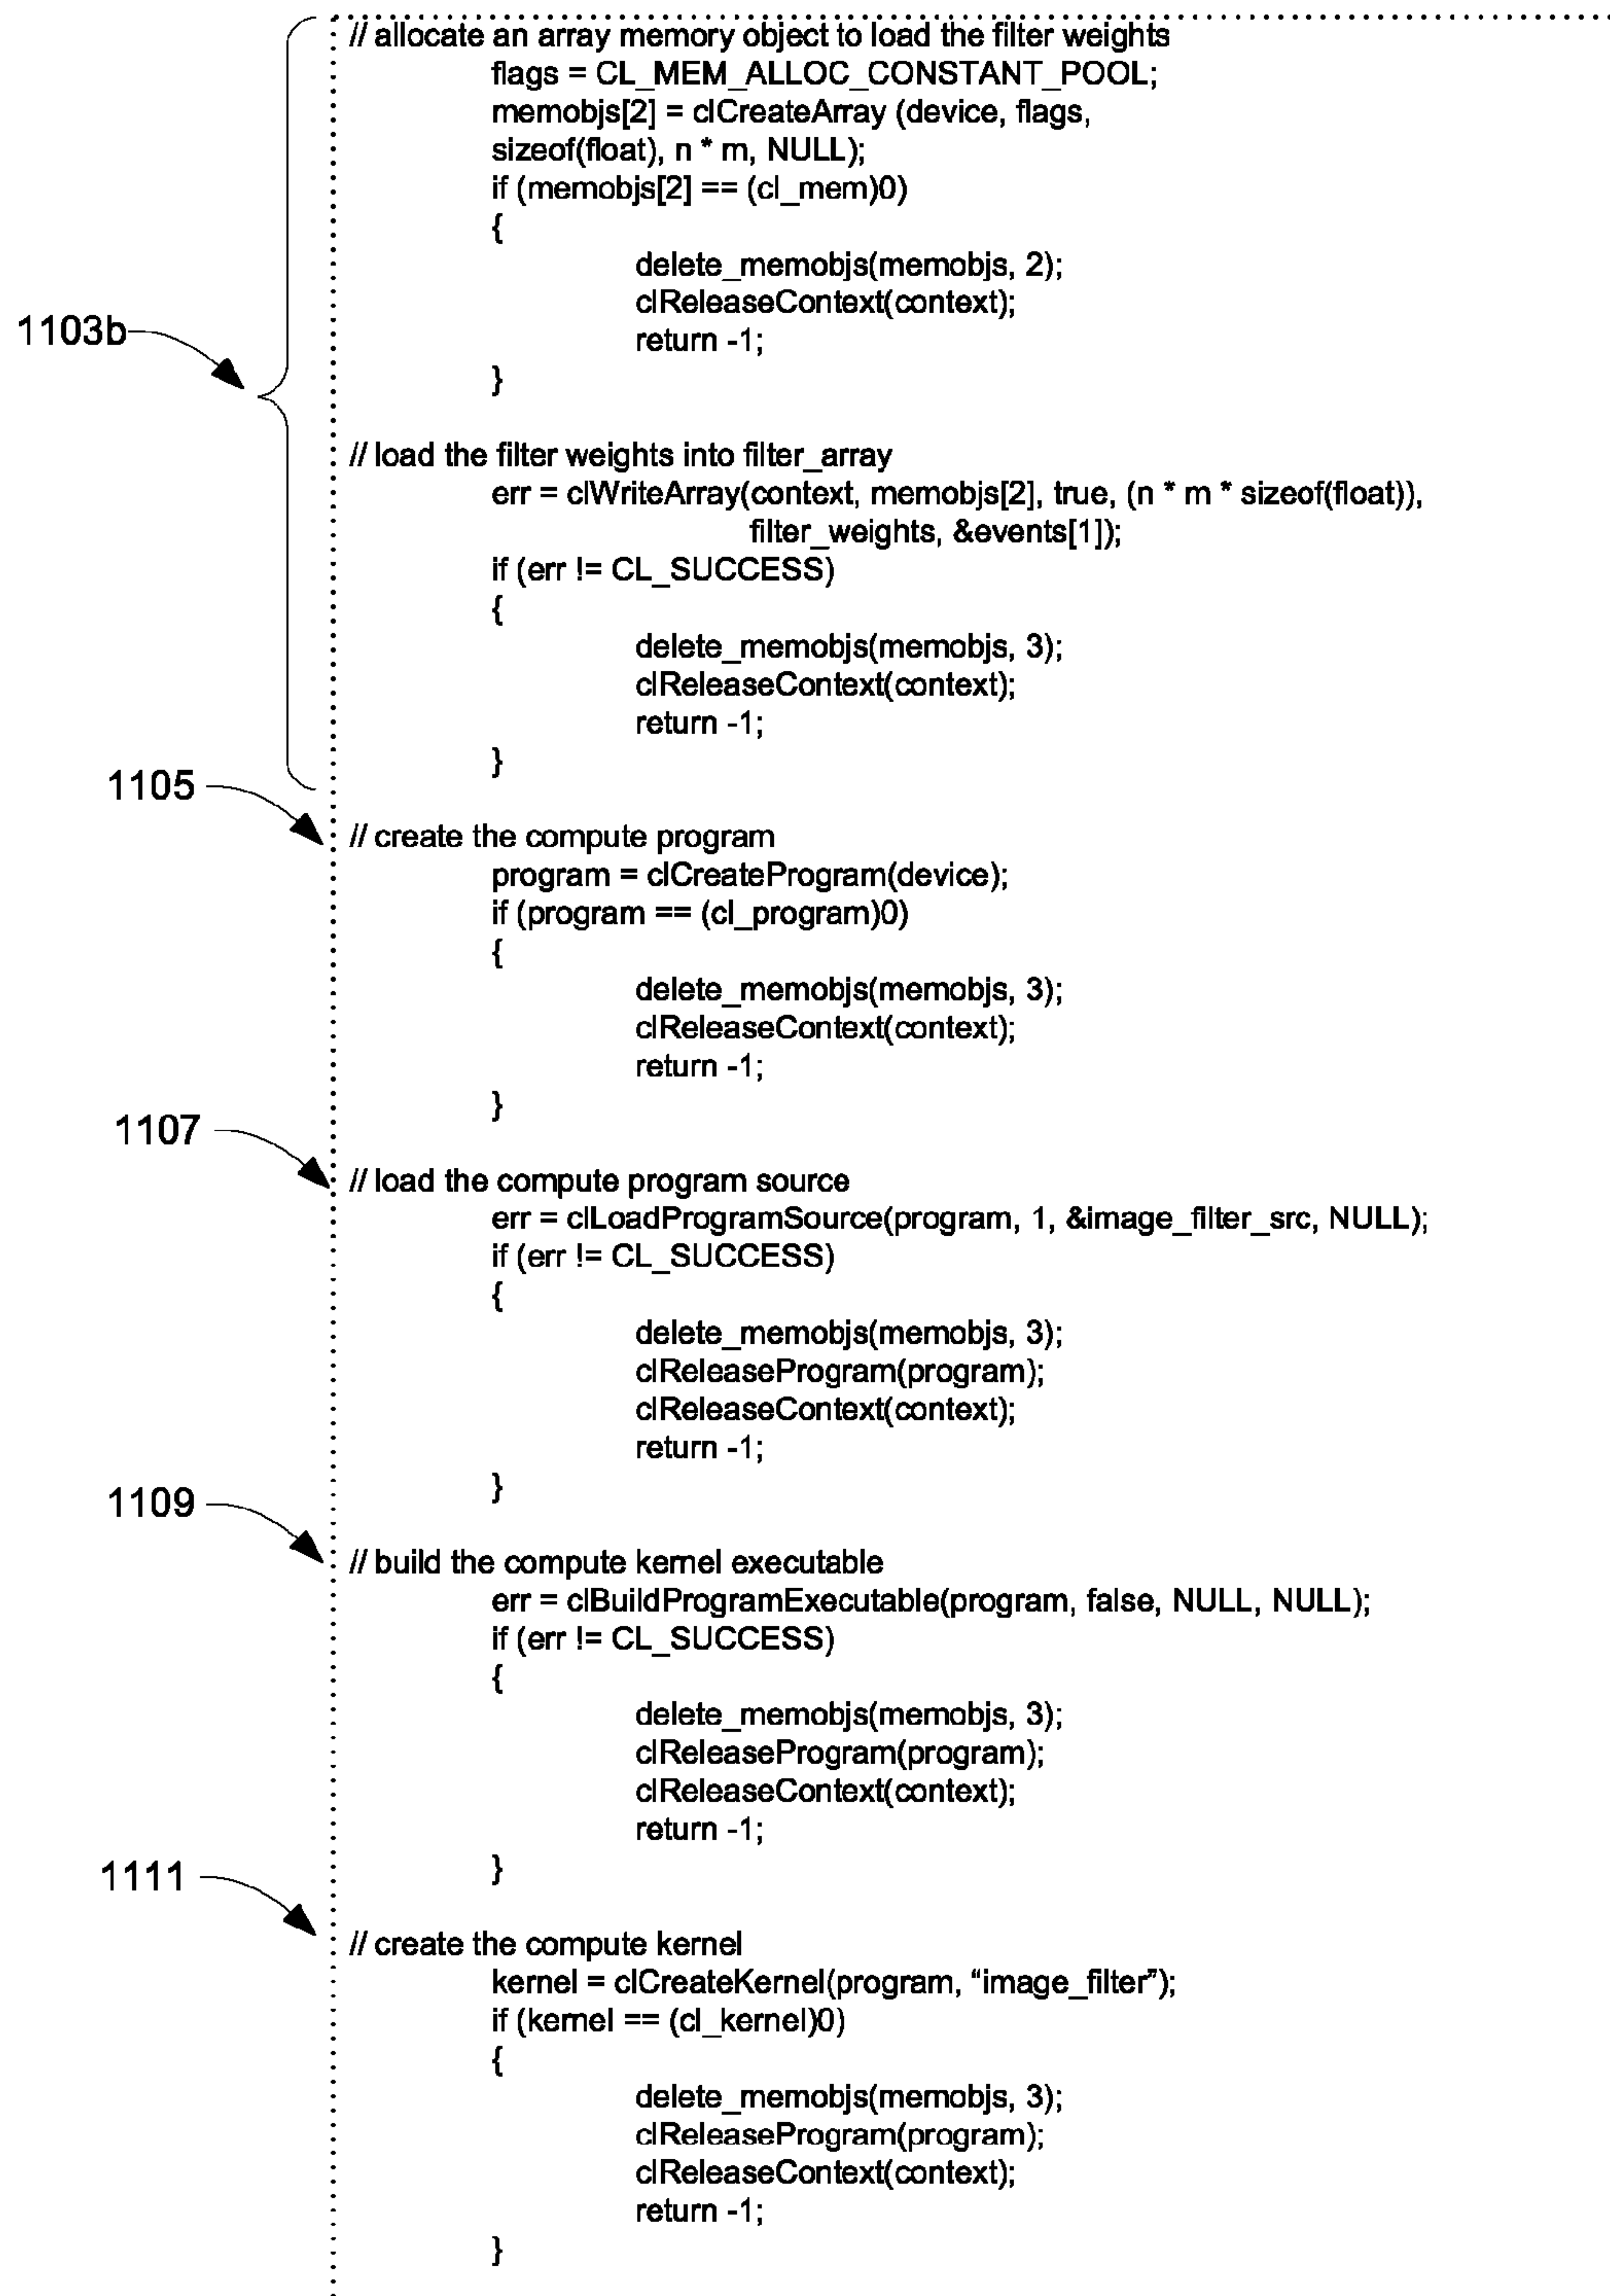 // allocate an array memory object to load the filter weights
flags = CL_MEM_ALLOC_CONSTANT_POOL;
memobjs[2] = clCreateArray (device, flags,
sizeof(float), n * m, NULL);
if (memobjs[2] == (cl_mem)0)
{
delete_memobjs(memobjs, 2);
clReleaseContext(context);
return -1;
}
1103b
// load the filter weights into filter_array
err = clWriteArray(context, memobjs[2], true, (n * m * sizeof(float)),
filter_weights, &events[1]);
if (err != CL_SUCCESS)
{
delete_memobjs(memobjs, 3);
clReleaseContext(context);
return -1;
}
1105
// create the compute program
program = clCreateProgram(device);
if (program == (cl_program)0)
{
delete_memobjs(memobjs, 3);
clReleaseContext(context);
return -1;
}
1107
// load the compute program source
err = clLoadProgramSource(program, 1, &image_filter_src, NULL);
if (err != CL_SUCCESS)
{
delete_memobjs(memobjs, 3);
clReleaseProgram(program);
clReleaseContext(context);
return -1;
}
1109
// build the compute kernel executable
err = clBuildProgramExecutable(program, false, NULL, NULL);
if (err != CL_SUCCESS)
{
delete_memobjs(memobjs, 3);
clReleaseProgram(program);
clReleaseContext(context);
return -1;
}
1111
// create the compute kernel
kernel = clCreateKernel(program, “image_filter”);
if (kernel == (cl_kernel)0)
{
delete_memobjs(memobjs, 3);
clReleaseProgram(program);
clReleaseContext(context);
return -1;
}